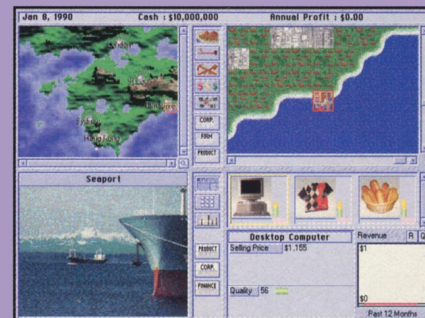 Jan 8, 1990 Cash : $10,000,000 Annual Profit : $0.00
CORP.
FIRM
PRODUCT
Seaport
PRODUCT
CORP.
FINANCE
Desktop Computer
Selling Price $1,155
Quality 56
Revenue R Q
$1
$0
Past 12 Months